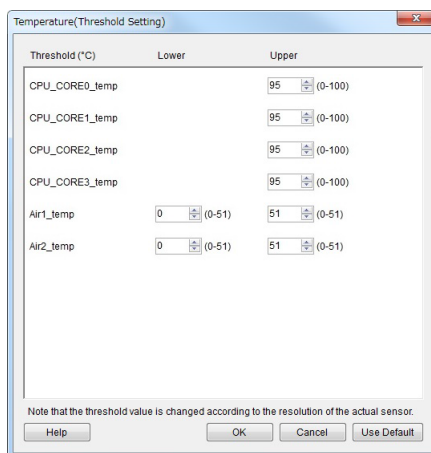 Temperature(Threshold Setting)
Threshold (°C) Lower Upper
CPU_CORE0_temp 95 (0-100)
CPU_CORE1_temp 95 (0-100)
CPU_CORE2_temp 95 (0-100)
CPU_CORE3_temp 95 (0-100)
Air1_temp 0 (0-51) 51 (0-51)
Air2_temp 0 (0-51) 51 (0-51)
Note that the threshold value is changed according to the resolution of the actual sensor.
Help OK Cancel Use Default